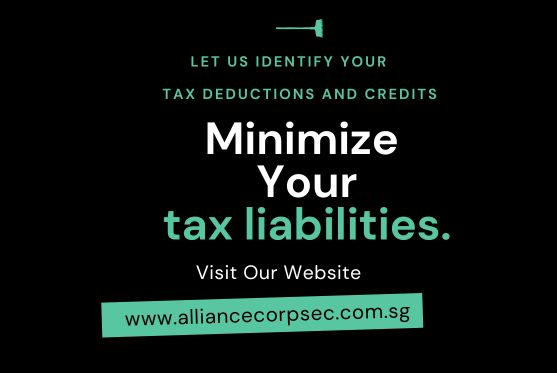 LET US IDENTIFY YOUR
TAX DEDUCTIONS AND CREDITS
Minimize
Your
tax liabilities.
Visit Our Website
www.alliancecorpsec.com.sg